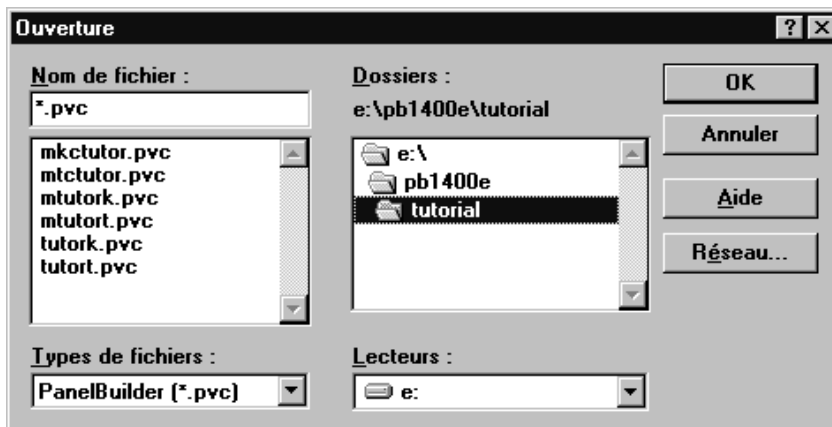 Ouverture
Nom de fichier :
*.pvc
mkctutor.pvc
mtctutor.pvc
mtutork.pvc
mtutort.pvc
tutork.pvc
tutort.pvc
Types de fichiers :
PanelBuilder (*.pvc)
Dossiers :
e:\pb1400e\tutorial
e:\
pb1400e
tutorial
Lecteurs :
e:
OK
Annuler
Aide
Réseau...